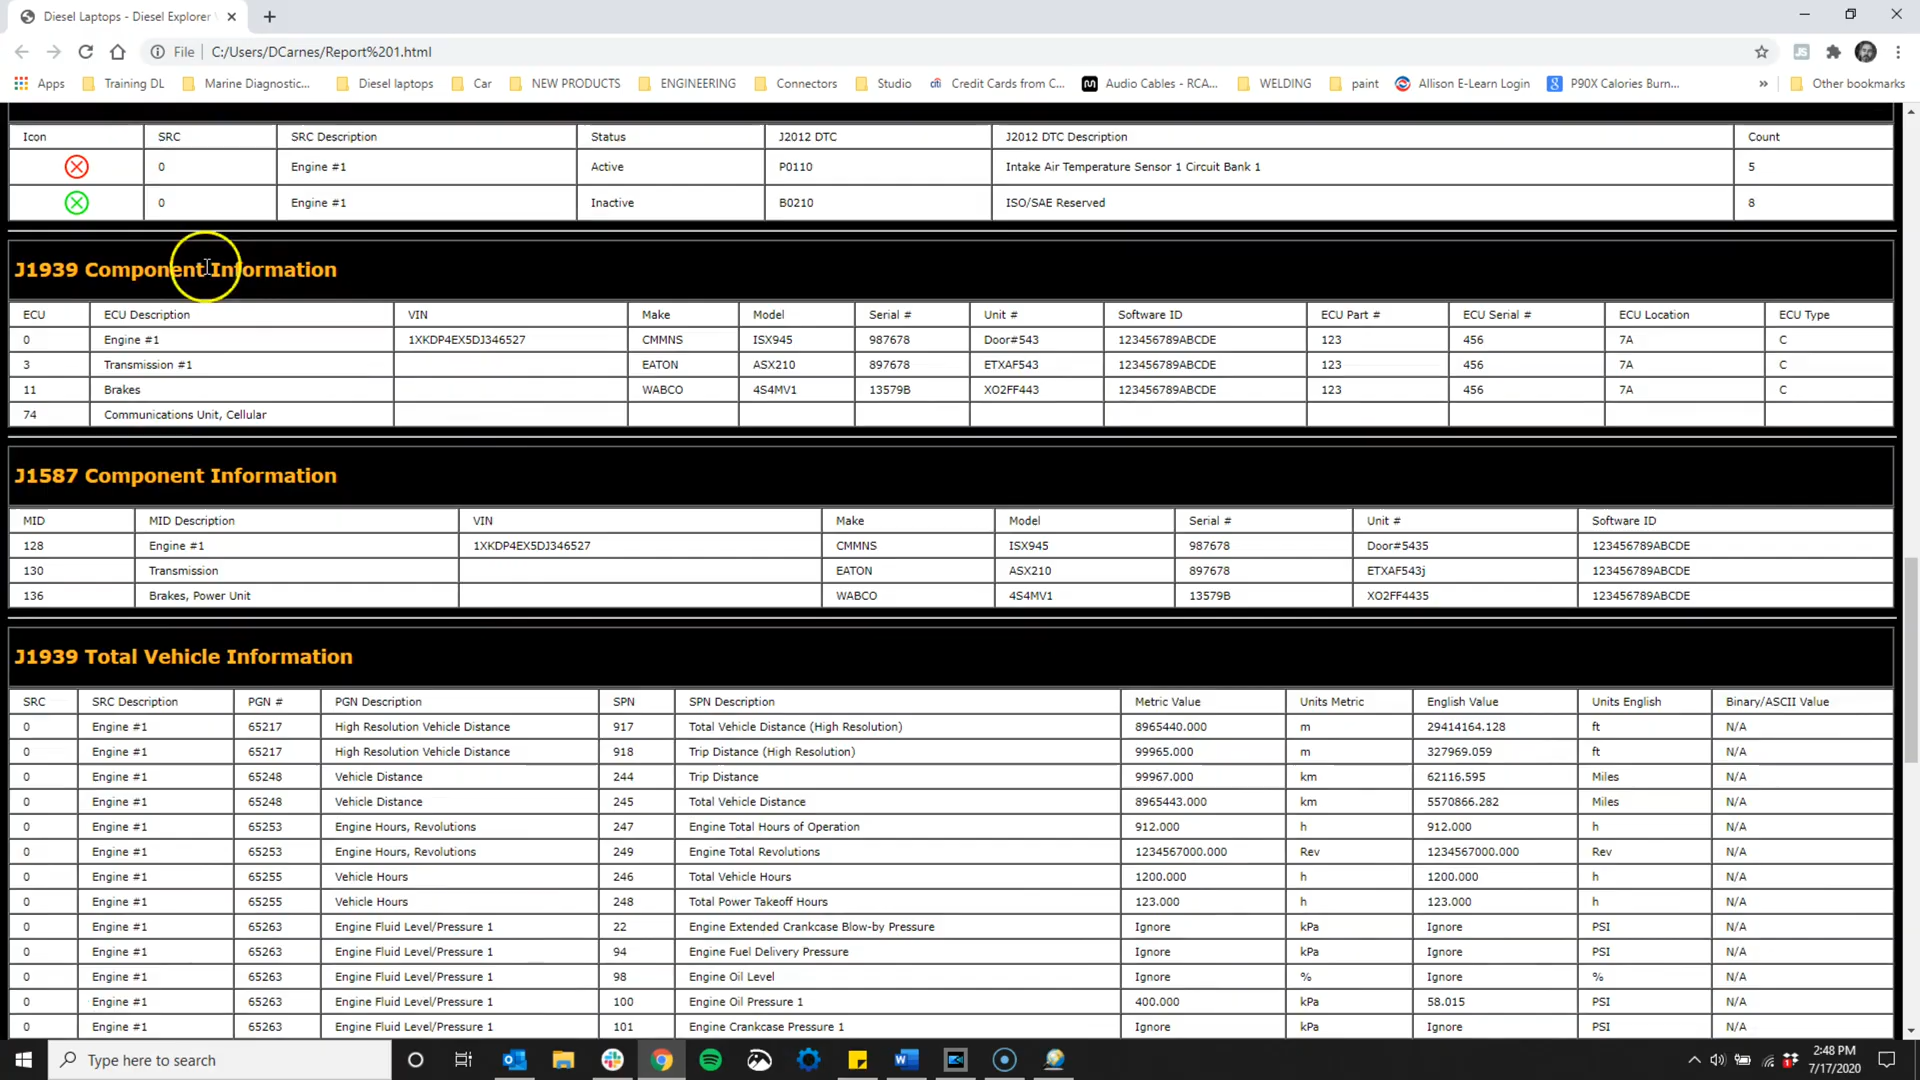 Diesel Laptops - Diesel Explorer
File C:/Users/DCarnes/Report%201.html
Apps Training DL Marine Diagnostic... Diesel laptops Car NEW PRODUCTS ENGINEERING Connectors Studio citi Credit Cards from C... Audio Cables - RCA... WELDING paint Allison E-Learn Login P90X Calories Burn... » Other bookmarks
Icon SRC SRC Description Status J2012 DTC J2012 DTC Description Count
0 Engine #1 Active P0110 Intake Air Temperature Sensor 1 Circuit Bank 1 5
0 Engine #1 Inactive B0210 ISO/SAE Reserved 8
J1939 Component Information
ECU ECU Description VIN Make Model Serial # Unit # Software ID ECU Part # ECU Serial # ECU Location ECU Type
0 Engine #1 1XKDP4EX5DJ346527 CMMNS ISX945 987678 Door#543 123456789ABCDE 123 456 7A C
3 Transmission #1 EATON ASX210 897678 ETXAF543 123456789ABCDE 123 456 7A C
11 Brakes WABCO 4S4MV1 13579B XO2FF443 123456789ABCDE 123 456 7A C
74 Communications Unit, Cellular
J1587 Component Information
MID MID Description VIN Make Model Serial # Unit # Software ID
128 Engine #1 1XKDP4EX5DJ346527 CMMNS ISX945 987678 Door#5435 123456789ABCDE
130 Transmission EATON ASX210 897678 ETXAF543j 123456789ABCDE
136 Brakes, Power Unit WABCO 4S4MV1 13579B XO2FF4435 123456789ABCDE
J1939 Total Vehicle Information
SRC SRC Description PGN # PGN Description SPN SPN Description Metric Value Units Metric English Value Units English Binary/ASCII Value
0 Engine #1 65217 High Resolution Vehicle Distance 917 Total Vehicle Distance (High Resolution) 8965440.000 m 29414164.128 ft N/A
0 Engine #1 65217 High Resolution Vehicle Distance 918 Trip Distance (High Resolution) 99965.000 m 327969.059 ft N/A
0 Engine #1 65248 Vehicle Distance 244 Trip Distance 99967.000 km 62116.595 Miles N/A
0 Engine #1 65248 Vehicle Distance 245 Total Vehicle Distance 8965443.000 km 5570866.282 Miles N/A
0 Engine #1 65253 Engine Hours, Revolutions 247 Engine Total Hours of Operation 912.000 h 912.000 h N/A
0 Engine #1 65253 Engine Hours, Revolutions 249 Engine Total Revolutions 1234567000.000 Rev 1234567000.000 Rev N/A
0 Engine #1 65255 Vehicle Hours 246 Total Vehicle Hours 1200.000 h 1200.000 h N/A
0 Engine #1 65255 Vehicle Hours 248 Total Power Takeoff Hours 123.000 h 123.000 h N/A
0 Engine #1 65263 Engine Fluid Level/Pressure 1 22 Engine Extended Crankcase Blow-by Pressure Ignore kPa Ignore PSI N/A
0 Engine #1 65263 Engine Fluid Level/Pressure 1 94 Engine Fuel Delivery Pressure Ignore kPa Ignore PSI N/A
0 Engine #1 65263 Engine Fluid Level/Pressure 1 98 Engine Oil Level Ignore % Ignore % N/A
0 Engine #1 65263 Engine Fluid Level/Pressure 1 100 Engine Oil Pressure 1 400.000 kPa 58.015 PSI N/A
0 Engine #1 65263 Engine Fluid Level/Pressure 1 101 Engine Crankcase Pressure 1 Ignore kPa Ignore PSI N/A
Type here to search
2:48 PM
7/17/2020